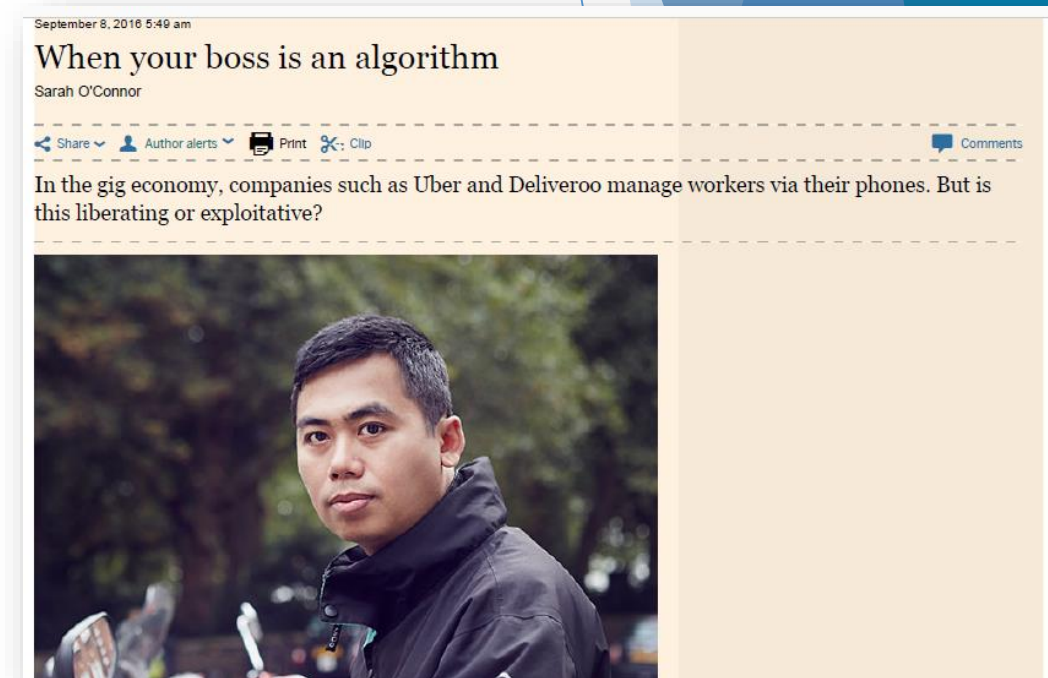 September 8, 2016 5:49 am
When your boss is an algorithm
Sarah O'Connor
Share Author alerts Print Clip Comments
In the gig economy, companies such as Uber and Deliveroo manage workers via their phones. But is
this liberating or exploitative?